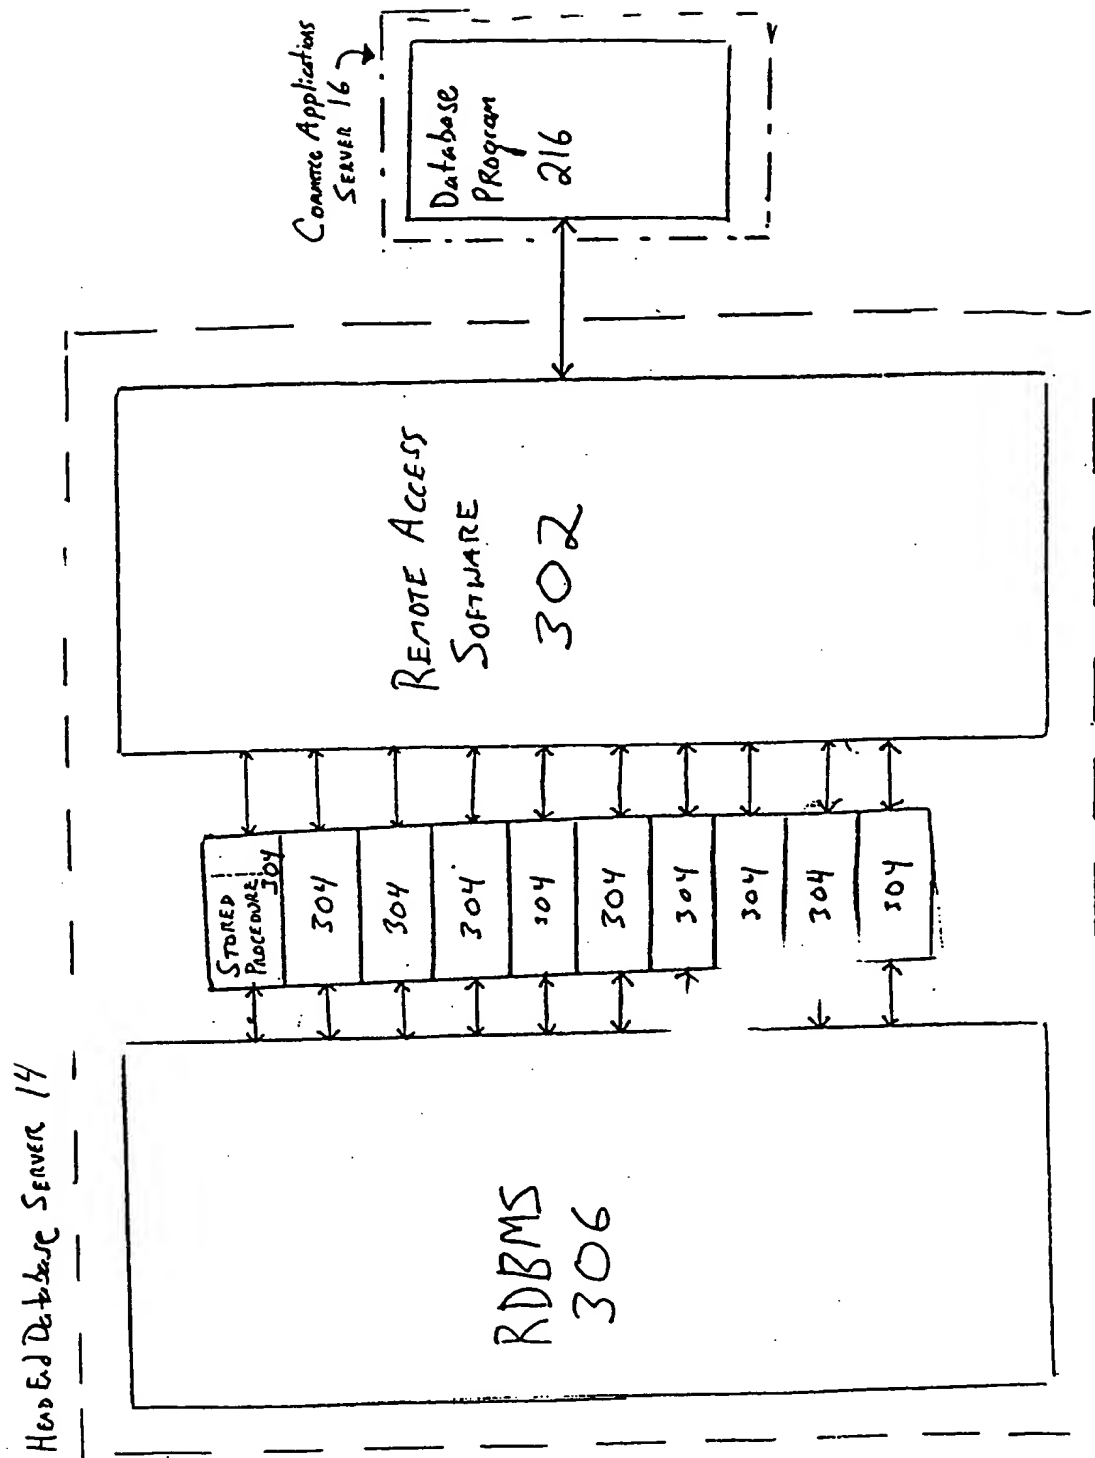 Head End Database Server 14
RDBMS
306
STORED
PROCEDURE
304
304
304
304
304
304
304
304
304
304
REMOTE ACCESS
SOFTWARE
302
Applications
SERVER 16
Database
PROgram
216